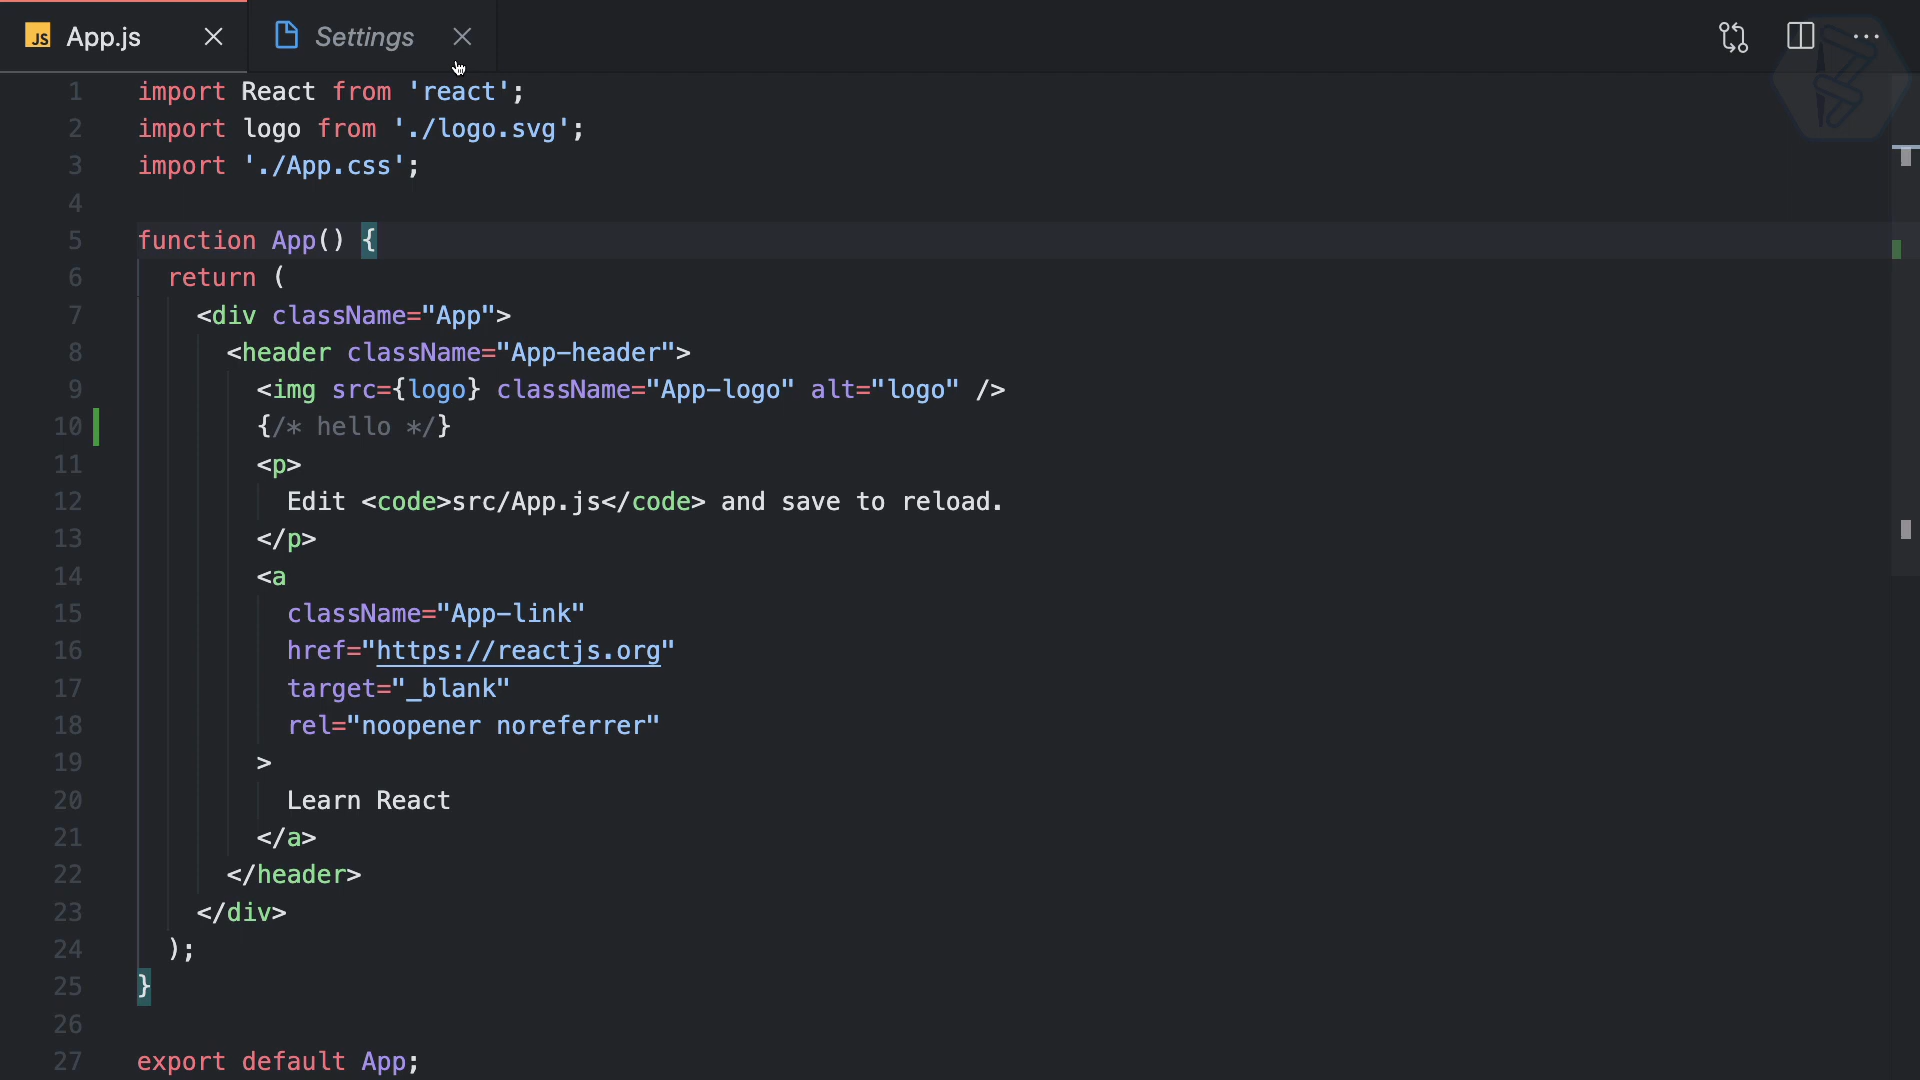 JS App.js Settings
1 import React from 'react';
2 import logo from './logo.svg';
3 import './App.css';
4
5 function App() {
6   return (
7     <div className="App">
8       <header className="App-header">
9         <img src={logo} className="App-logo" alt="logo" />
10         {/* hello */}
11         <p>
12           Edit <code>src/App.js</code> and save to reload.
13         </p>
14         <a
15           className="App-link"
16           href="https://reactjs.org"
17           target="_blank"
18           rel="noopener noreferrer"
19         >
20           Learn React
21         </a>
22       </header>
23     </div>
24   );
25 }
26
27 export default App;